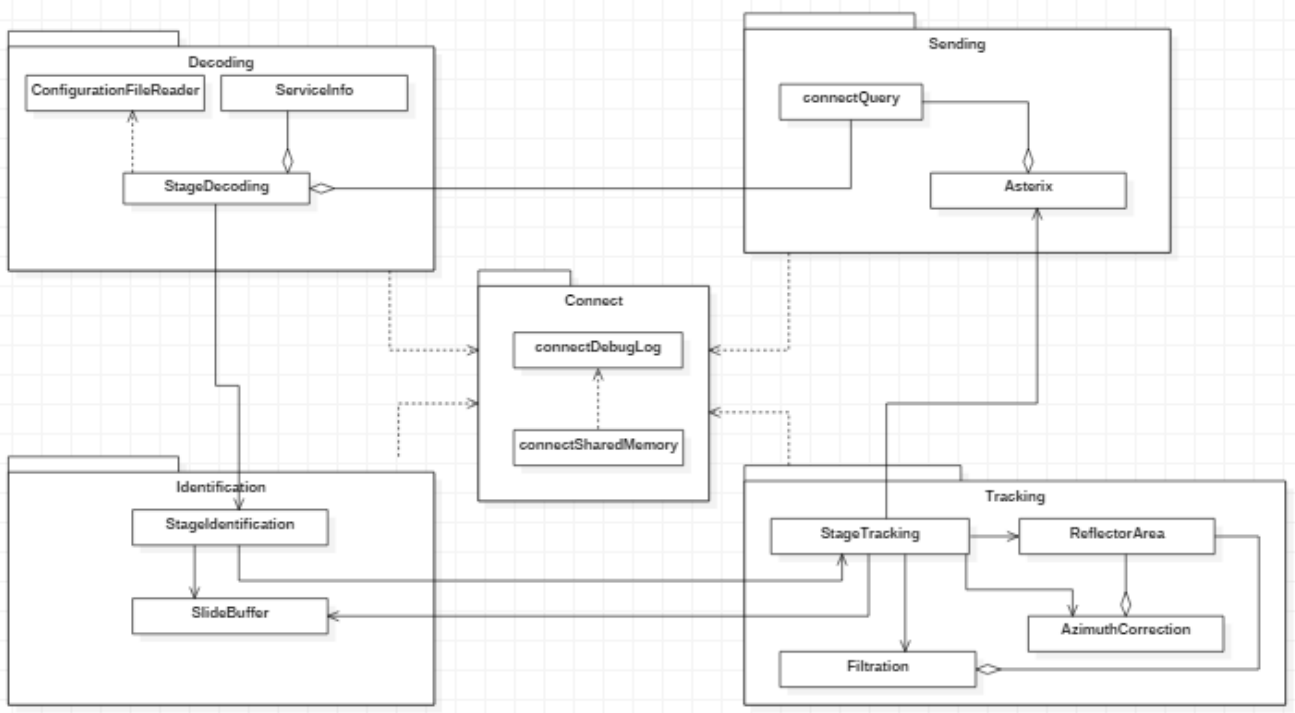 Decoding
ConfigurationFileReader
ServiceInfo
StageDecoding
Sending
connectQuery
Asterix
Connect
connectDebugLog
connectSharedMemory
Identification
StageIdentification
SlideBuffer
Tracking
StageTracking
ReflectorArea
AzimuthCorrection
Filtration